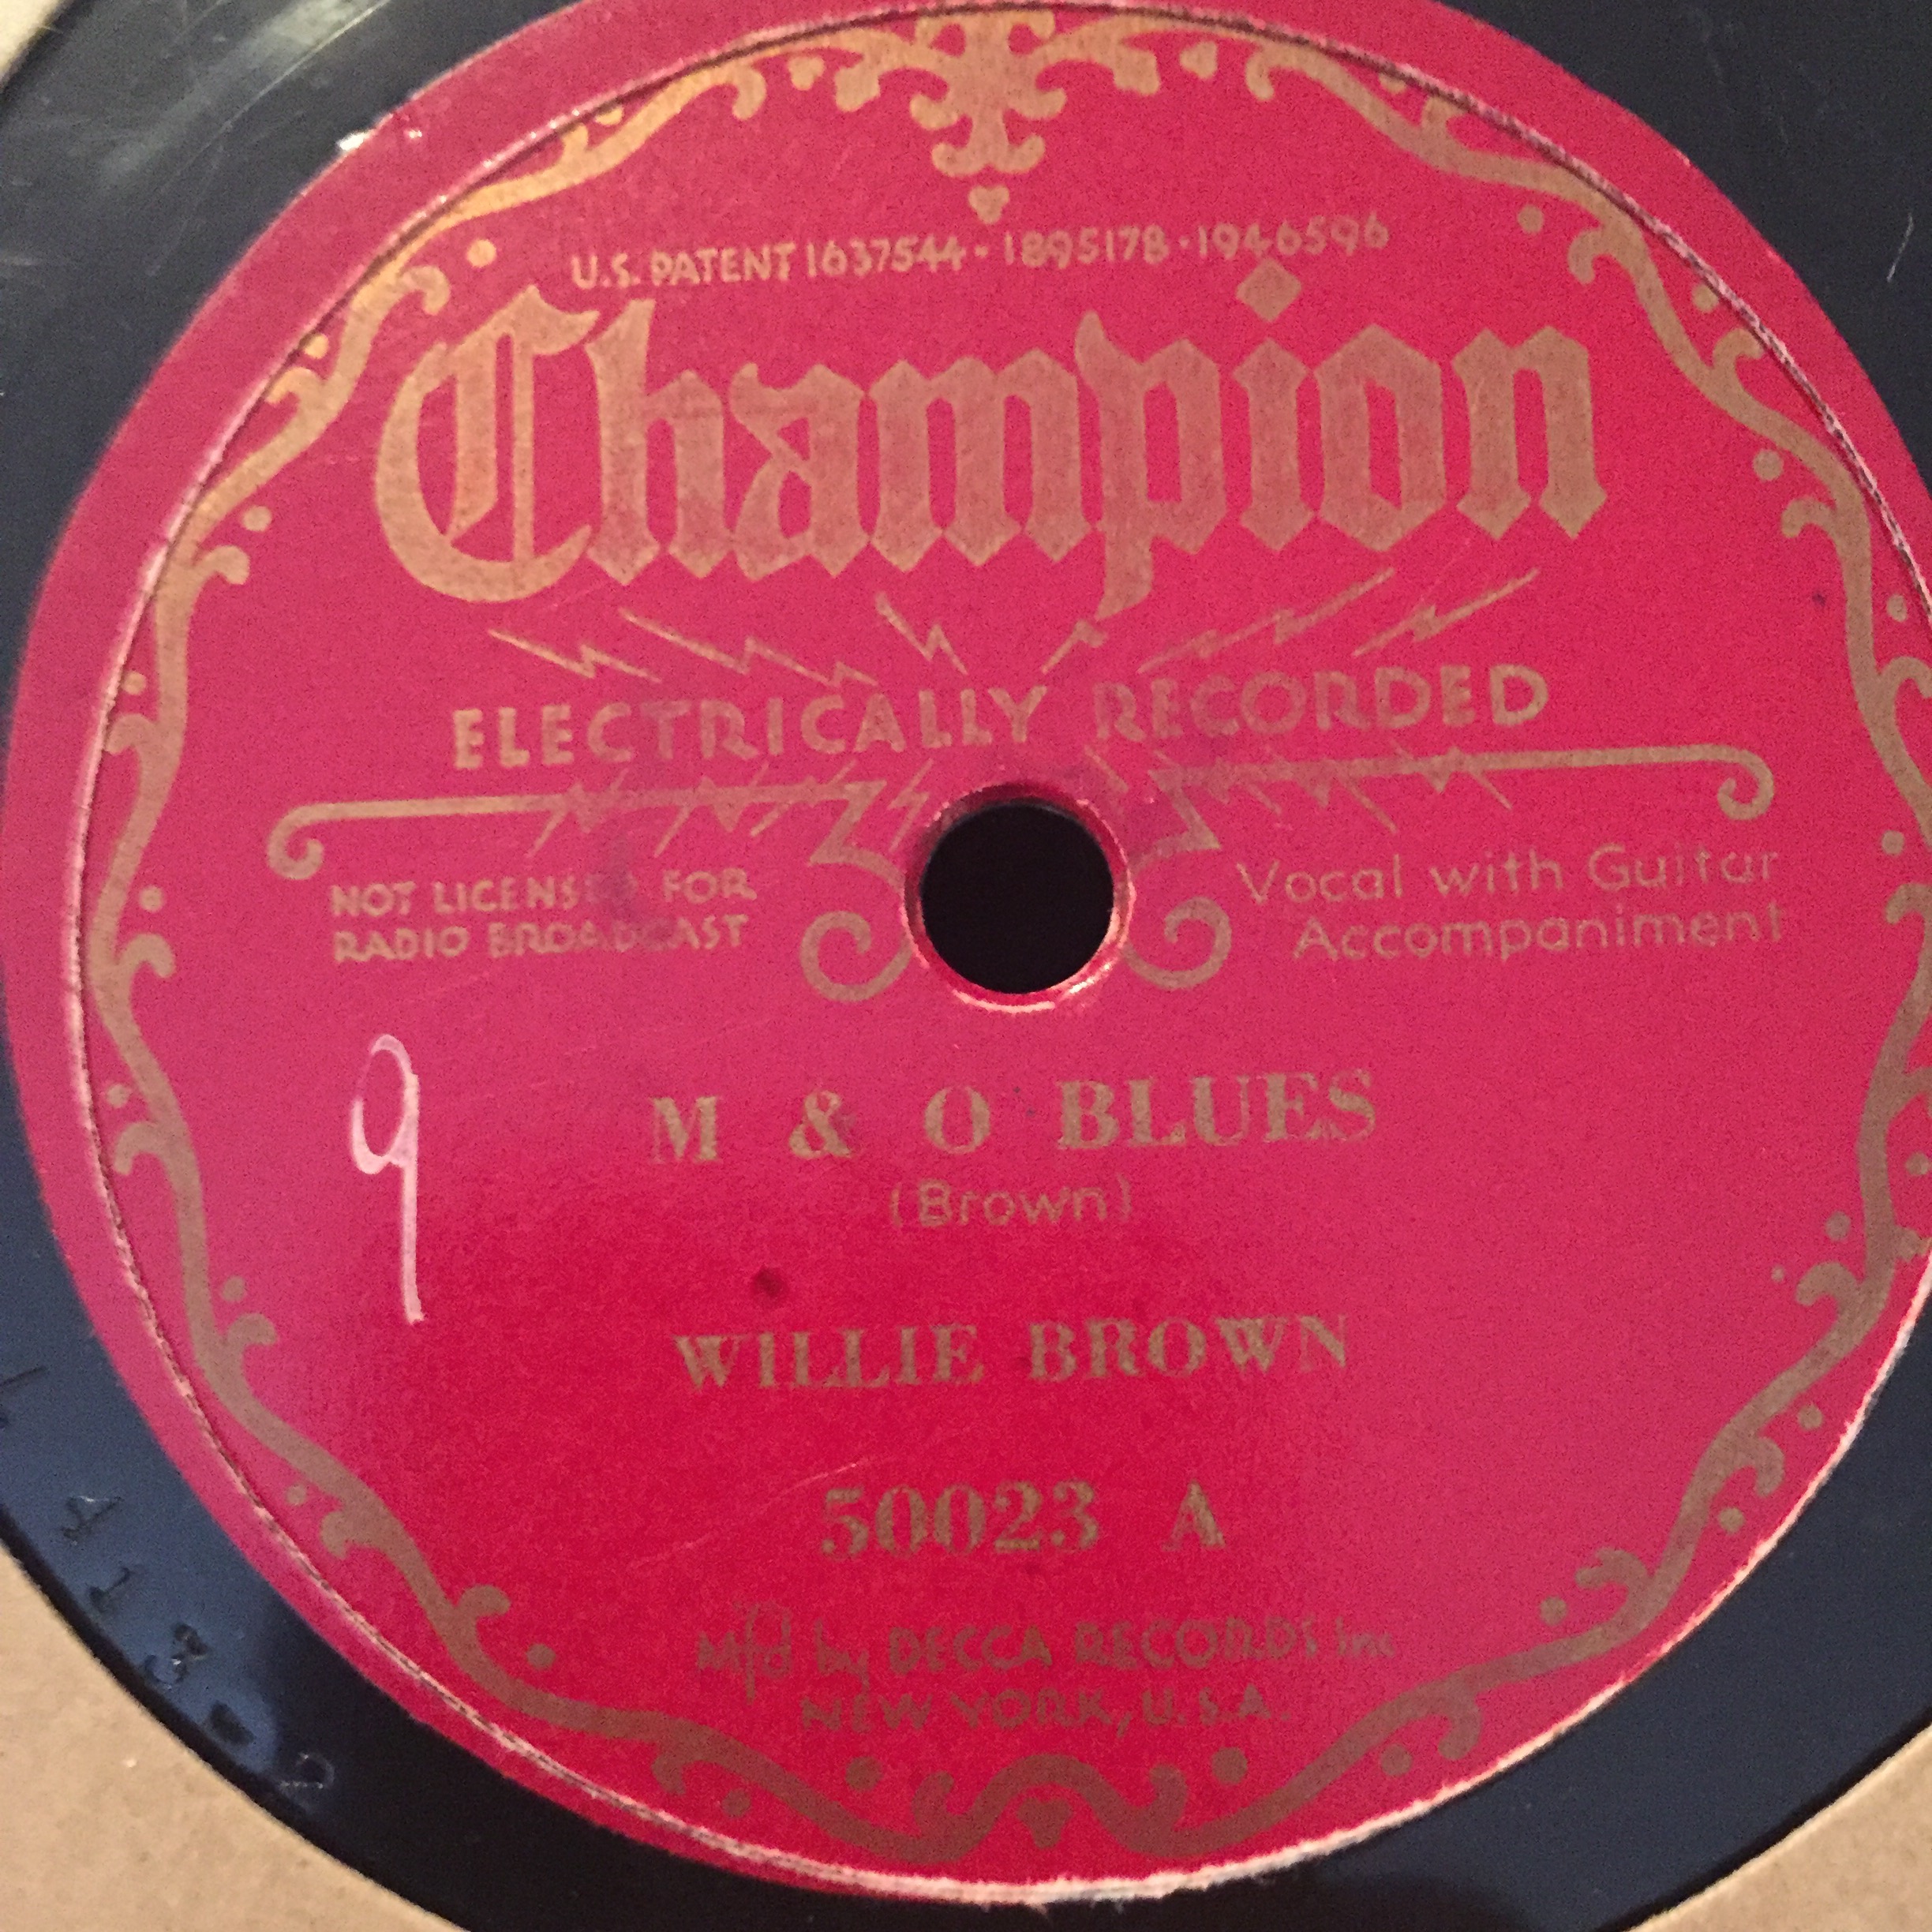 U.S. PATENT 1637544 · 1895178 · 1946596
Champion
ELECTRICALLY RECORDED
NOT LICENSED FOR
RADIO BROADCAST
Vocal with Guitar
Accompaniment
9
M & O BLUES
(Brown)
WILLIE BROWN
50023 A
Mfd by DECCA RECORDS Inc
NEW YORK, U.S.A.